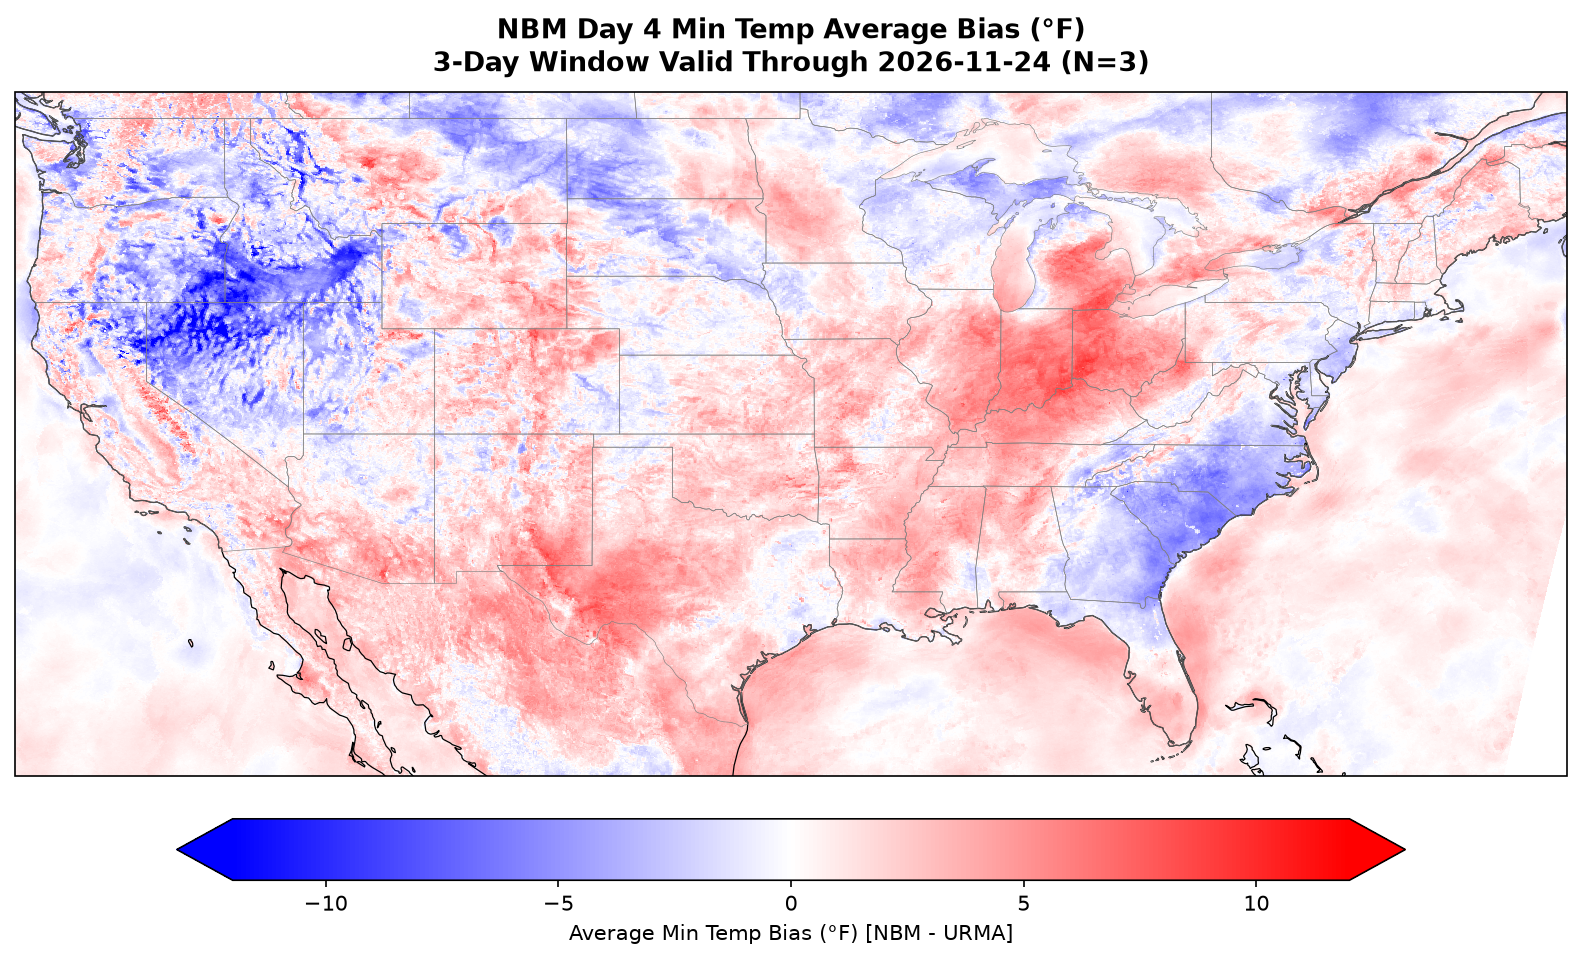 NBM Day 4 Min Temp Average Bias (°F)
3-Day Window Valid Through 2026-11-24 (N=3)
−10
−5
0
5
10
Average Min Temp Bias (°F) [NBM - URMA]